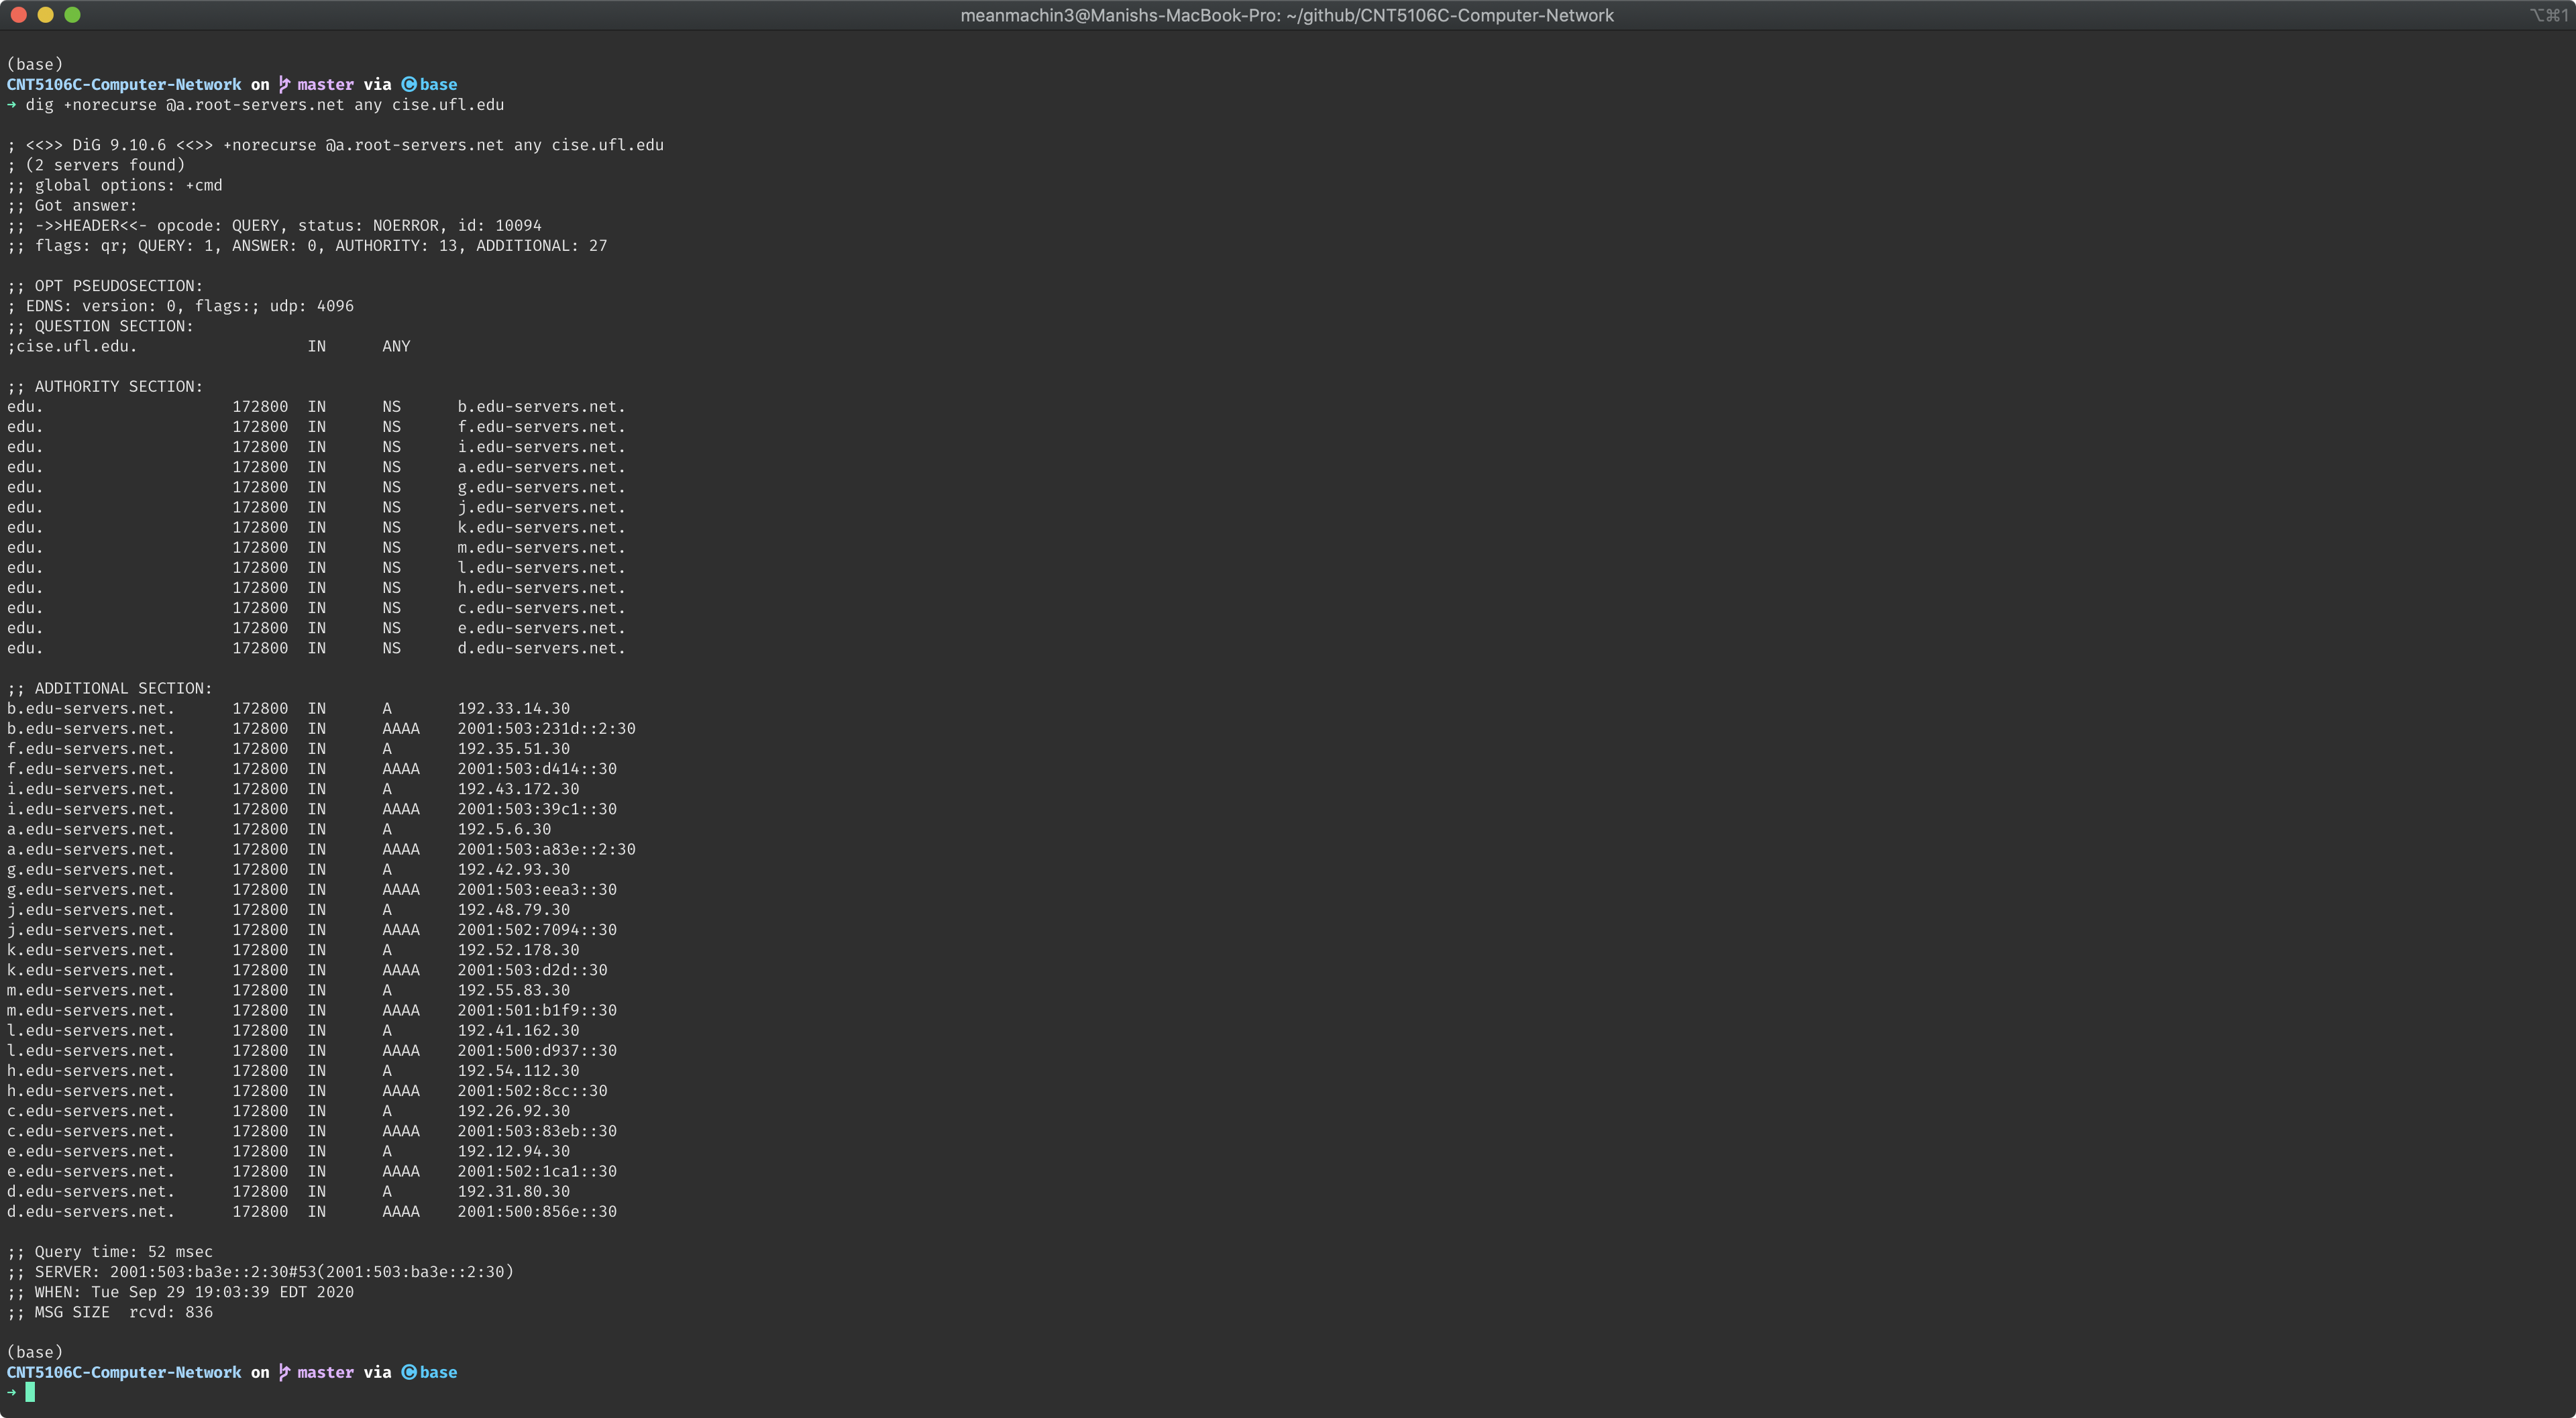 meanmachin3@Manishs-MacBook-Pro: ~/github/CNT5106C-Computer-Network ⌥⌘1
(base)
CNT5106C-Computer-Network on master via 🅒 base
→ dig +norecurse @a.root-servers.net any cise.ufl.edu
; <<>> DiG 9.10.6 <<>> +norecurse @a.root-servers.net any cise.ufl.edu
; (2 servers found)
;; global options: +cmd
;; Got answer:
;; ->>HEADER<<- opcode: QUERY, status: NOERROR, id: 10094
;; flags: qr; QUERY: 1, ANSWER: 0, AUTHORITY: 13, ADDITIONAL: 27
;; OPT PSEUDOSECTION:
; EDNS: version: 0, flags:; udp: 4096
;; QUESTION SECTION:
;cise.ufl.edu. IN ANY
;; AUTHORITY SECTION:
edu. 172800 IN NS b.edu-servers.net.
edu. 172800 IN NS f.edu-servers.net.
edu. 172800 IN NS i.edu-servers.net.
edu. 172800 IN NS a.edu-servers.net.
edu. 172800 IN NS g.edu-servers.net.
edu. 172800 IN NS j.edu-servers.net.
edu. 172800 IN NS k.edu-servers.net.
edu. 172800 IN NS m.edu-servers.net.
edu. 172800 IN NS l.edu-servers.net.
edu. 172800 IN NS h.edu-servers.net.
edu. 172800 IN NS c.edu-servers.net.
edu. 172800 IN NS e.edu-servers.net.
edu. 172800 IN NS d.edu-servers.net.
;; ADDITIONAL SECTION:
b.edu-servers.net. 172800 IN A 192.33.14.30
b.edu-servers.net. 172800 IN AAAA 2001:503:231d::2:30
f.edu-servers.net. 172800 IN A 192.35.51.30
f.edu-servers.net. 172800 IN AAAA 2001:503:d414::30
i.edu-servers.net. 172800 IN A 192.43.172.30
i.edu-servers.net. 172800 IN AAAA 2001:503:39c1::30
a.edu-servers.net. 172800 IN A 192.5.6.30
a.edu-servers.net. 172800 IN AAAA 2001:503:a83e::2:30
g.edu-servers.net. 172800 IN A 192.42.93.30
g.edu-servers.net. 172800 IN AAAA 2001:503:eea3::30
j.edu-servers.net. 172800 IN A 192.48.79.30
j.edu-servers.net. 172800 IN AAAA 2001:502:7094::30
k.edu-servers.net. 172800 IN A 192.52.178.30
k.edu-servers.net. 172800 IN AAAA 2001:503:d2d::30
m.edu-servers.net. 172800 IN A 192.55.83.30
m.edu-servers.net. 172800 IN AAAA 2001:501:b1f9::30
l.edu-servers.net. 172800 IN A 192.41.162.30
l.edu-servers.net. 172800 IN AAAA 2001:500:d937::30
h.edu-servers.net. 172800 IN A 192.54.112.30
h.edu-servers.net. 172800 IN AAAA 2001:502:8cc::30
c.edu-servers.net. 172800 IN A 192.26.92.30
c.edu-servers.net. 172800 IN AAAA 2001:503:83eb::30
e.edu-servers.net. 172800 IN A 192.12.94.30
e.edu-servers.net. 172800 IN AAAA 2001:502:1ca1::30
d.edu-servers.net. 172800 IN A 192.31.80.30
d.edu-servers.net. 172800 IN AAAA 2001:500:856e::30
;; Query time: 52 msec
;; SERVER: 2001:503:ba3e::2:30#53(2001:503:ba3e::2:30)
;; WHEN: Tue Sep 29 19:03:39 EDT 2020
;; MSG SIZE rcvd: 836
(base)
CNT5106C-Computer-Network on master via 🅒 base
→